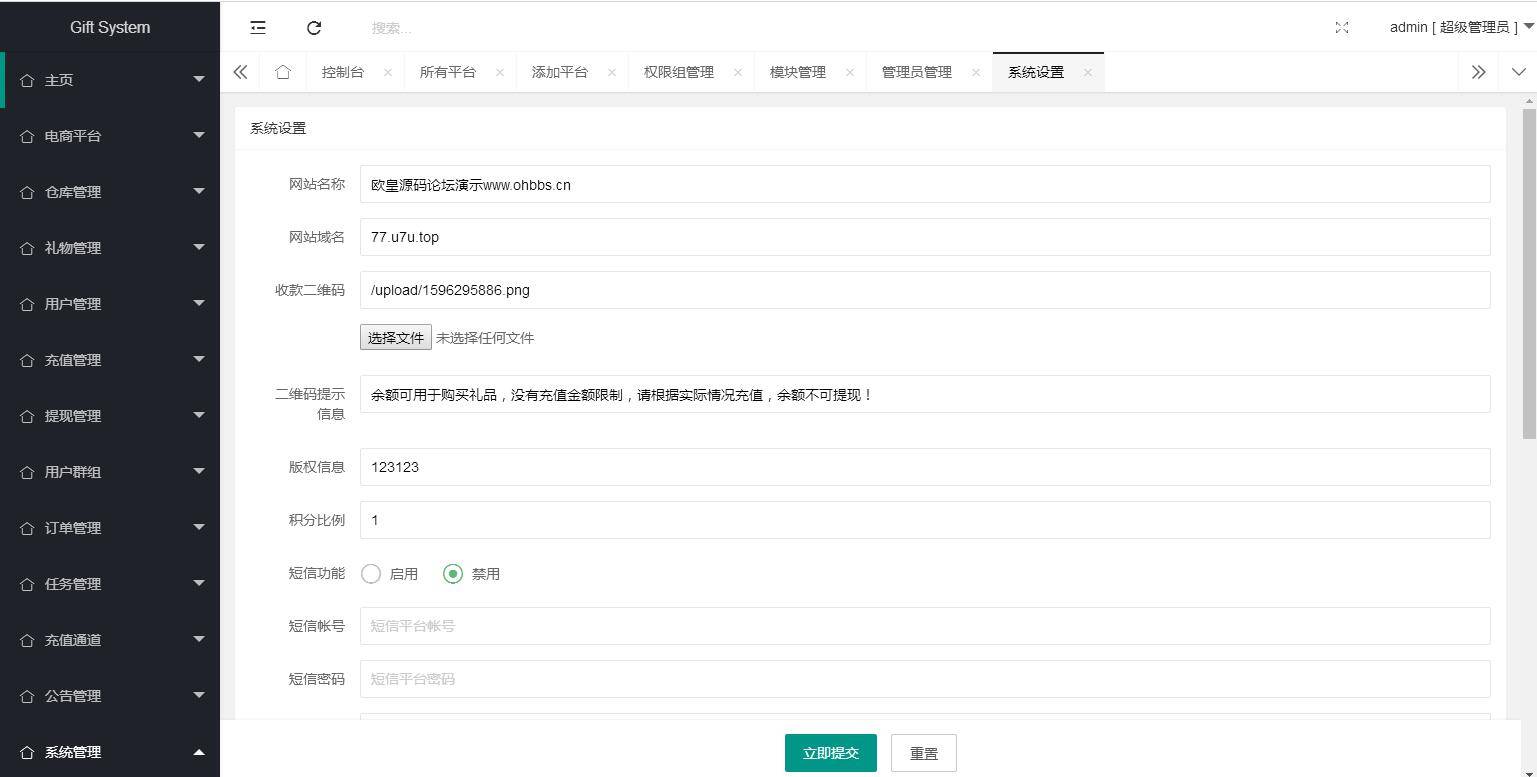 Gift System
主页
电商平台
仓库管理
礼物管理
用户管理
充值管理
提现管理
用户群组
订单管理
任务管理
充值通道
公告管理
系统管理
搜索...
admin [ 超级管理员 ]
控制台 × 所有平台 × 添加平台 × 权限组管理 × 模块管理 × 管理员管理 × 系统设置 ×
系统设置
网站名称 欧皇源码论坛演示www.ohbbs.cn
网站域名 77.u7u.top
收款二维码 /upload/1596295886.png
选择文件 未选择任何文件
二维码提示
信息
余额可用于购买礼品，没有充值金额限制，请根据实际情况充值，余额不可提现！
版权信息 123123
积分比例 1
短信功能 启用 禁用
短信帐号 短信平台帐号
短信密码 短信平台密码
立即提交 重置